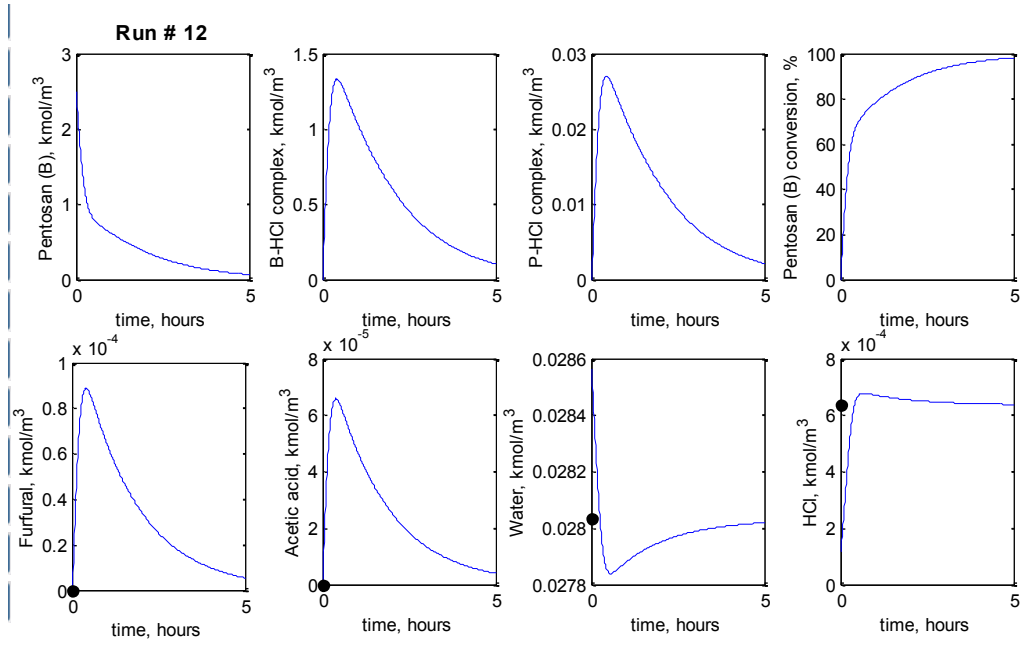 Run # 12
Pentosan (B), kmol/m3
3
2
1
0
0
5
time, hours
B-HCl complex, kmol/m3
1.5
1
0.5
0
0
5
time, hours
P-HCl complex, kmol/m3
0.03
0.02
0.01
0
0
5
time, hours
Pentosan (B) conversion, %
100
80
60
40
20
0
0
5
time, hours
Furfural, kmol/m3
x 10-4
1
0.8
0.6
0.4
0.2
0
0
5
time, hours
Acetic acid, kmol/m3
x 10-5
8
6
4
2
0
0
5
time, hours
Water, kmol/m3
0.0286
0.0284
0.0282
0.028
0.0278
0
5
time, hours
HCl, kmol/m3
x 10-4
8
6
4
2
0
0
5
time, hours